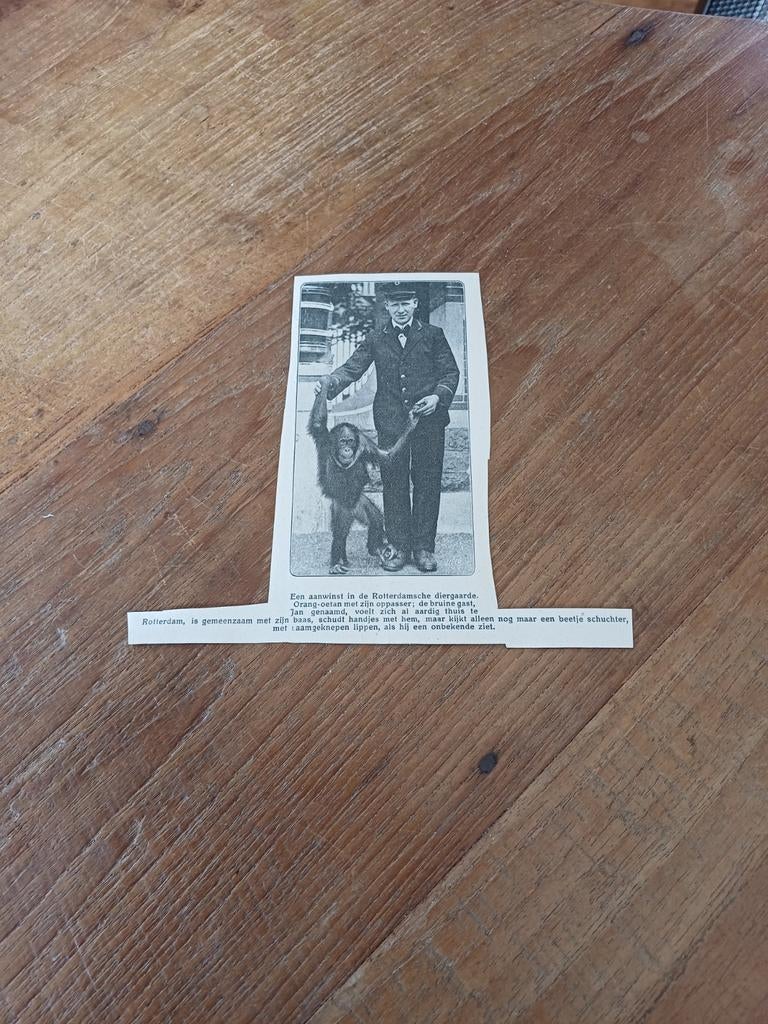 Een aanwinst in de Rotterdamsche diergaarde.
Orang-oetan met zijn oppasser; de bruine gast,
Jan genaamd, voelt zich al aardig thuis te
Rotterdam, is gemeenzaam met zijn baas, schudt handjes met hem, maar kijkt alleen nog maar een beetje schuchter,
met saamgeknepen lippen, als hij een onbekende ziet.